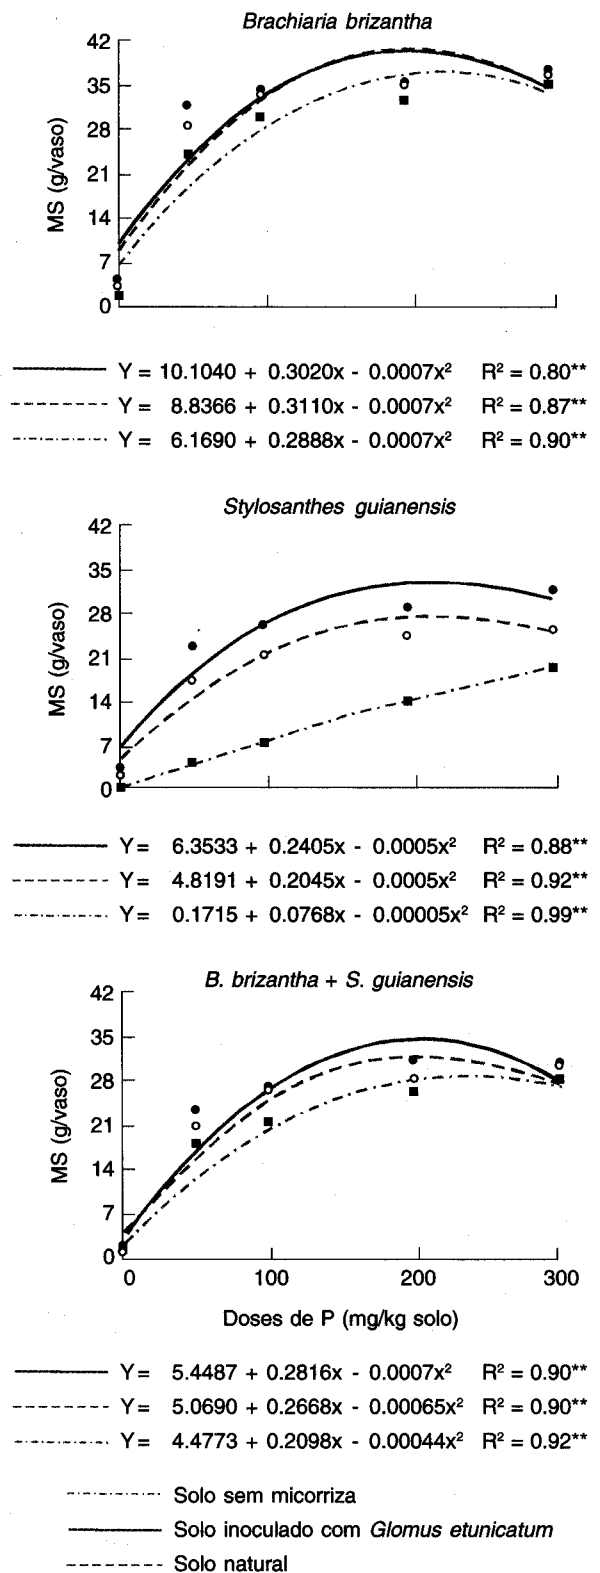 Brachiaria brizantha
42
35
28
21
14
7
0
MS (g/vaso)
Y = 10.1040 + 0.3020x - 0.0007x² R² = 0.80**
Y = 8.8366 + 0.3110x - 0.0007x² R² = 0.87**
Y = 6.1690 + 0.2888x - 0.0007x² R² = 0.90**
Stylosanthes guianensis
42
35
28
21
14
7
0
MS (g/vaso)
Y = 6.3533 + 0.2405x - 0.0005x² R² = 0.88**
Y = 4.8191 + 0.2045x - 0.0005x² R² = 0.92**
Y = 0.1715 + 0.0768x - 0.00005x² R² = 0.99**
B. brizantha + S. guianensis
42
35
28
21
14
7
0
MS (g/vaso)
0 100 200 300
Doses de P (mg/kg solo)
Y = 5.4487 + 0.2816x - 0.0007x² R² = 0.90**
Y = 5.0690 + 0.2668x - 0.00065x² R² = 0.90**
Y = 4.4773 + 0.2098x - 0.00044x² R² = 0.92**
Solo sem micorriza
Solo inoculado com Glomus etunicatum
Solo natural